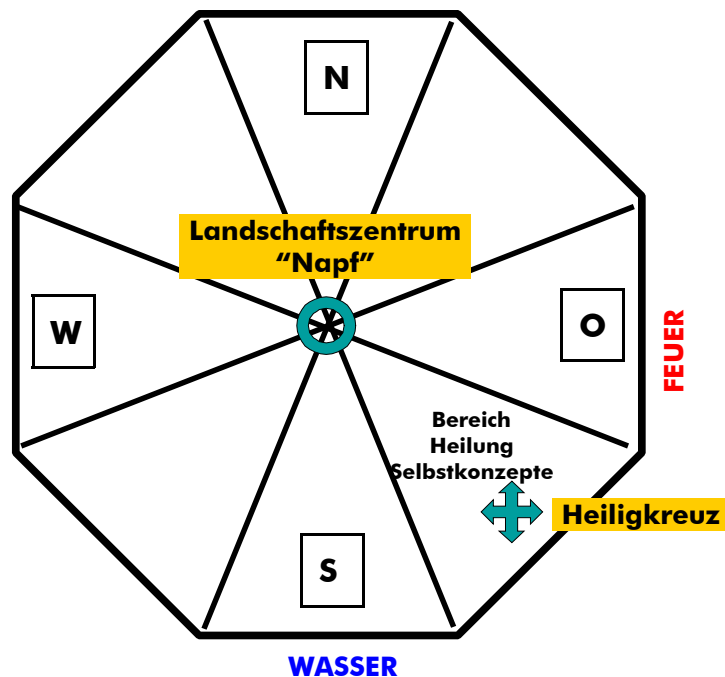 N
Landschaftszentrum
“Napf”
W
O
FEUER
Bereich
Heilung
Selbstkonzepte
Heiligkreuz
S
WASSER